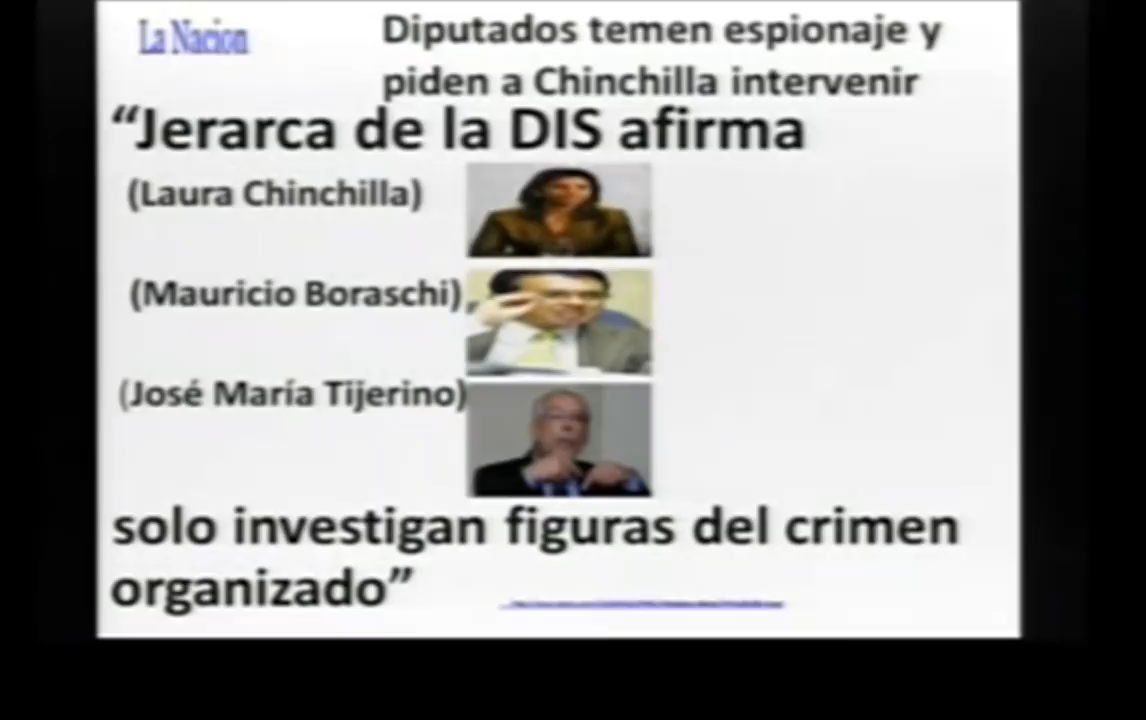 La Nacion
Diputados temen espionaje y
piden a Chinchilla intervenir
“Jerarca de la DIS afirma
(Laura Chinchilla)
(Mauricio Boraschi),
(José María Tijerino)
solo investigan figuras del crimen
organizado”